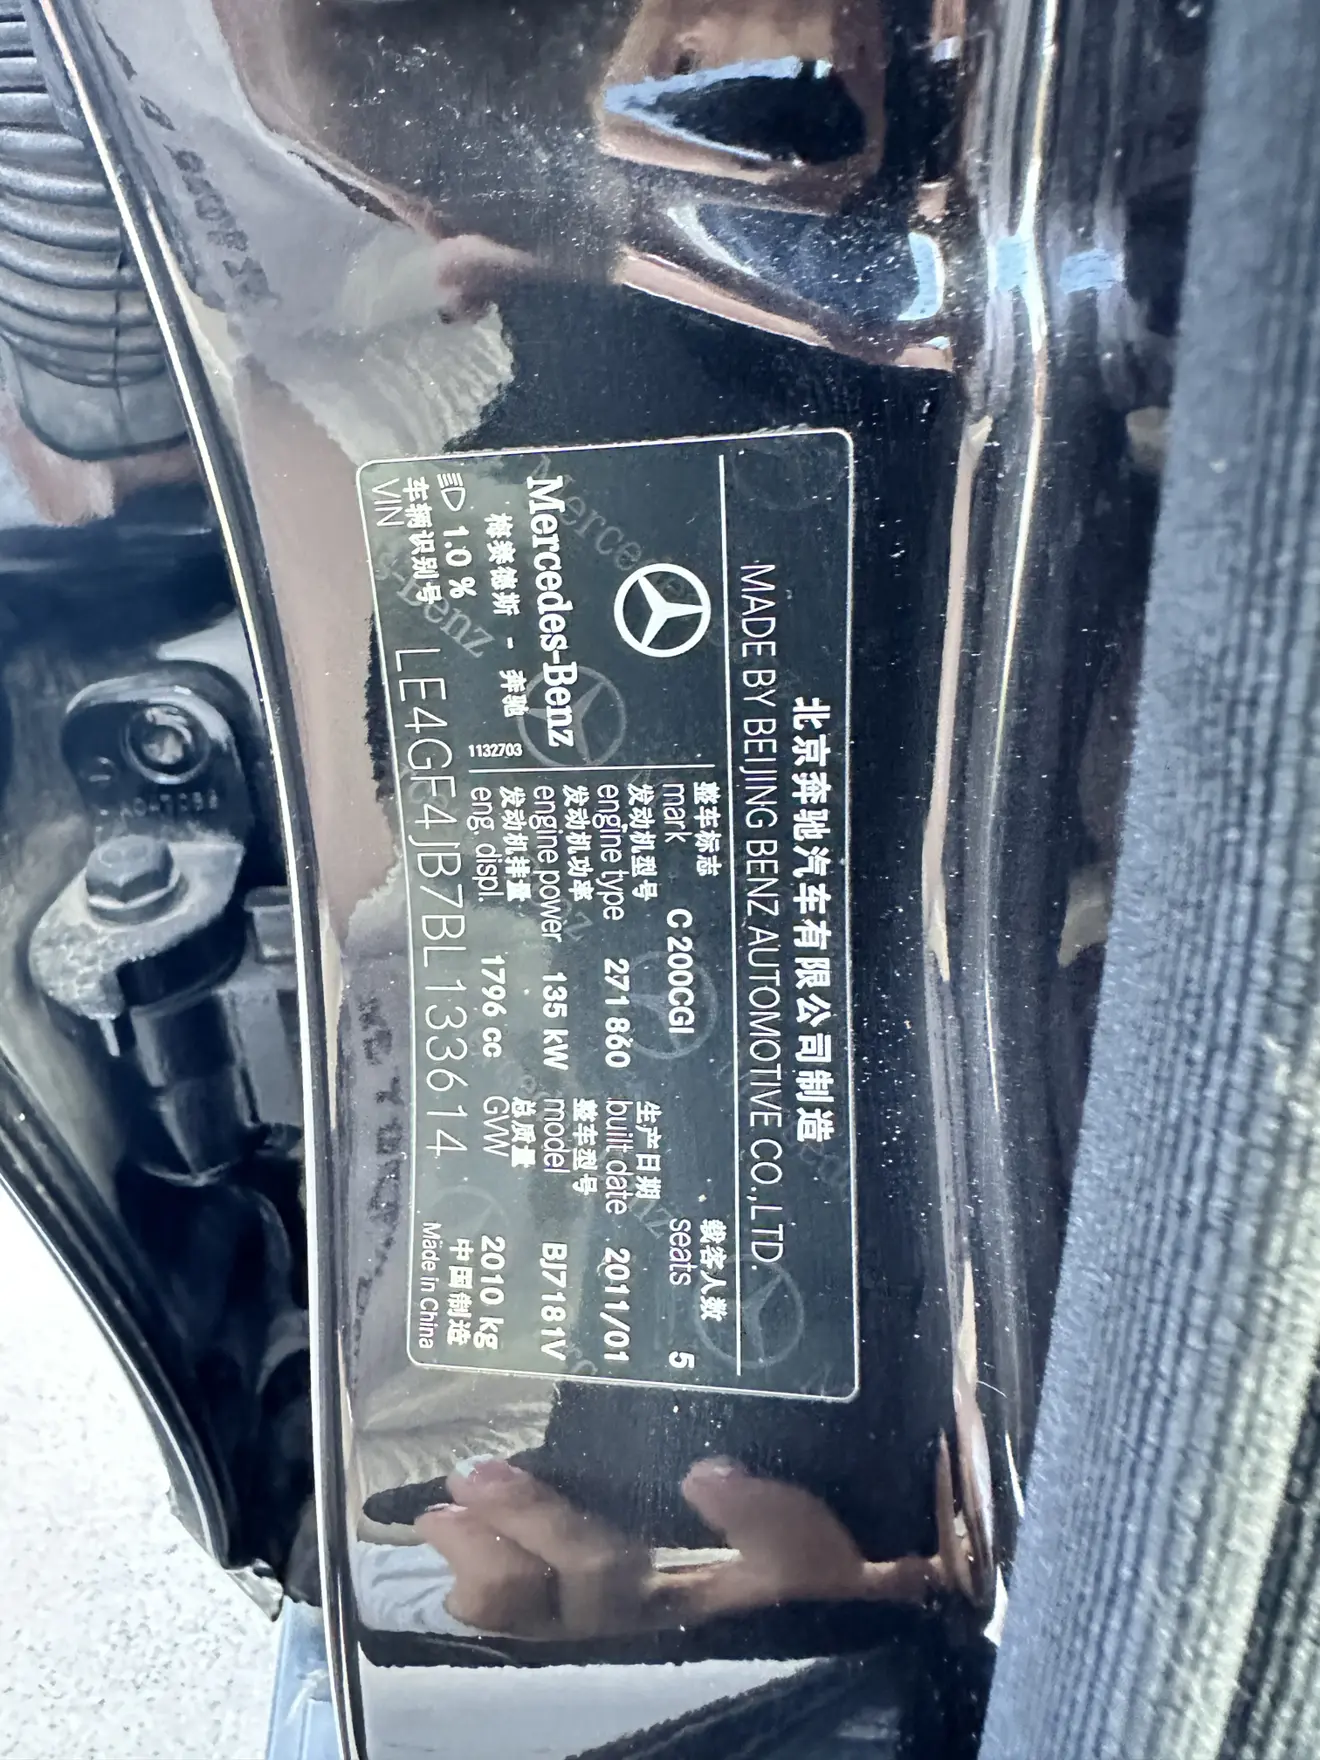 北京奔驰汽车有限公司制造
MADE BY BEIJING BENZ AUTOMOTIVE CO.,LTD.
Mercedes-Benz
梅赛德斯 - 奔驰
1132703
1.0 %
整车标志
mark C 200CGI
载客人数
seats 5
发动机型号
engine type 271 860
生产日期
built date 2011/01
发动机功率
engine power 135 kW
整车型号
model BJ7181V
发动机排量
eng. displ. 1796 cc
总质量
GVW 2010 kg
车辆识别号
VIN LE4GF4JB7BL133614
中国制造
Made in China